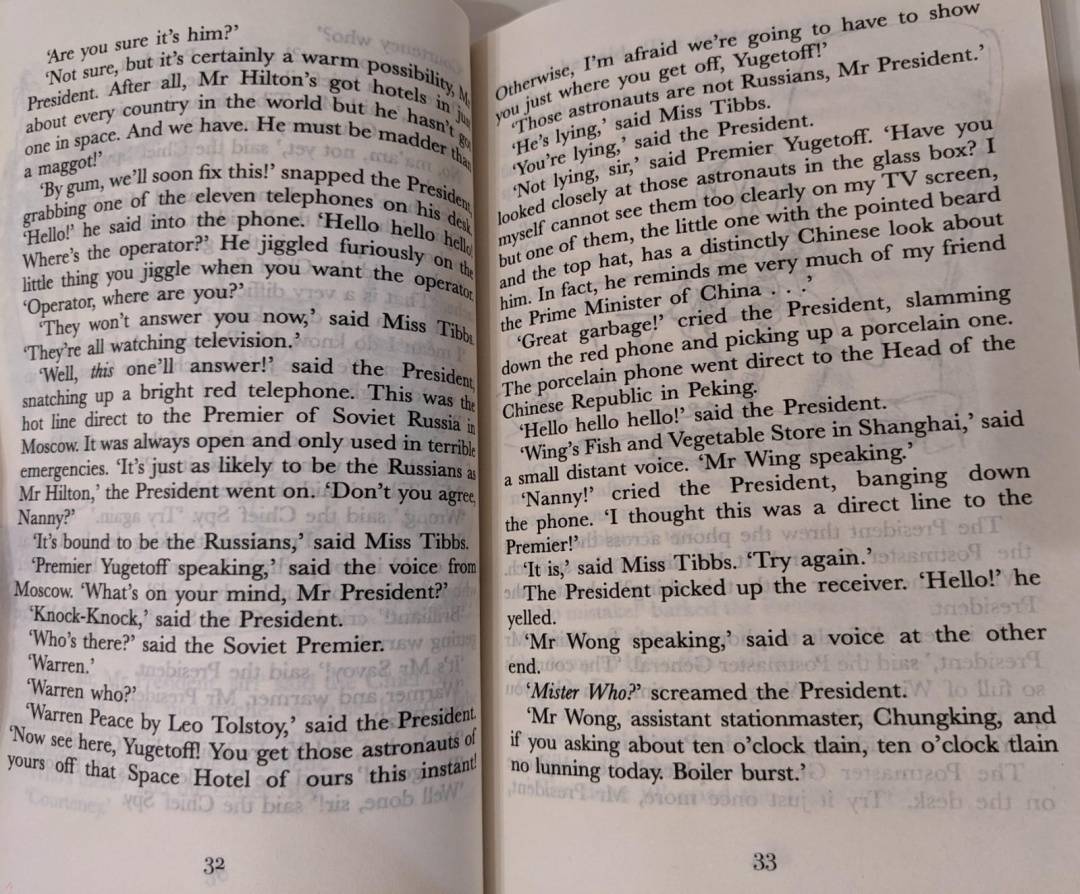 ‘Are you sure it’s him?’
‘Not sure, but it’s certainly a warm possibility,
President. After all, Mr Hilton’s got hotels in just
about every country in the world but he hasn’t got
one in space. And we have. He must be madder than
a maggot!’
‘By gum, we’ll soon fix this!’ snapped the President,
grabbing one of the eleven telephones on his desk.
‘Hello!’ he said into the phone. ‘Hello hello hello!
Where’s the operator?’ He jiggled furiously on the
little thing you jiggle when you want the operator.
‘Operator, where are you?’
‘They won’t answer you now,’ said Miss Tibbs.
‘They’re all watching television.’
‘Well, this one’ll answer!’ said the President,
snatching up a bright red telephone. This was the
hot line direct to the Premier of Soviet Russia in
Moscow. It was always open and only used in terrible
emergencies. ‘It’s just as likely to be the Russians as
Mr Hilton,’ the President went on. ‘Don’t you agree,
Nanny?’
‘It’s bound to be the Russians,’ said Miss Tibbs.
‘Premier Yugetoff speaking,’ said the voice from
Moscow. ‘What’s on your mind, Mr President?’
‘Knock-Knock,’ said the President.
‘Who’s there?’ said the Soviet Premier.
‘Warren.’
‘Warren who?’
‘Warren Peace by Leo Tolstoy,’ said the President.
‘Now see here, Yugetoff! You get those astronauts of
yours off that Space Hotel of ours this instant!
32
Otherwise, I’m afraid we’re going to have to show
you just where you get off, Yugetoff!’
‘Those astronauts are not Russians, Mr President.’
‘He’s lying,’ said Miss Tibbs.
‘You’re lying,’ said the President.
‘Not lying, sir,’ said Premier Yugetoff. ‘Have you
looked closely at those astronauts in the glass box? I
myself cannot see them too clearly on my TV screen,
but one of them, the little one with the pointed beard
and the top hat, has a distinctly Chinese look about
him. In fact, he reminds me very much of my friend
the Prime Minister of China . . .’
‘Great garbage!’ cried the President, slamming
down the red phone and picking up a porcelain one.
The porcelain phone went direct to the Head of the
Chinese Republic in Peking.
‘Hello hello hello!’ said the President.
‘Wing’s Fish and Vegetable Store in Shanghai,’ said
a small distant voice. ‘Mr Wing speaking.’
‘Nanny!’ cried the President, banging down
the phone. ‘I thought this was a direct line to the
Premier!’
‘It is,’ said Miss Tibbs. ‘Try again.’
The President picked up the receiver. ‘Hello!’ he
yelled.
‘Mr Wong speaking,’ said a voice at the other
end.
‘Mister Who?’ screamed the President.
‘Mr Wong, assistant stationmaster, Chungking, and
if you asking about ten o’clock tlain, ten o’clock tlain
no lunning today. Boiler burst.’
33